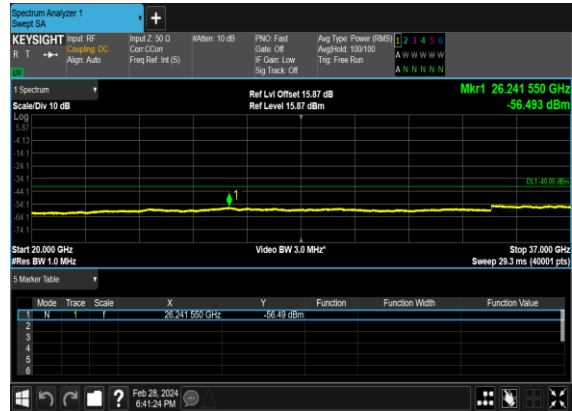 Spectrum Analyzer 1
Swept SA
KEYSIGHT Input: RF Input Z: 50 Ω #Atten: 10 dB PNO: Fast Avg Type: Power (RMS) 1 2 3 4 5 6
R T Coupling: DC Corr CCorr Gate: Off Avg|Hold: 100/100 A W W W W W
Align: Auto Freq Ref: Int (S) IF Gain: Low Trig: Free Run
LW Sig Track: Off A N N N N N
1 Spectrum Ref Lvl Offset 15.87 dB Mkr1 26.241 550 GHz
Scale/Div 10 dB Ref Level 15.87 dBm -56.493 dBm
Log
5.87
-4.13
-14.1
-24.1
-34.1
DL1 -40.00 dBm
-44.1
1
-54.1
-64.1
-74.1
Start 20.000 GHz Video BW 3.0 MHz* Stop 37.000 GHz
#Res BW 1.0 MHz Sweep 29.3 ms (40001 pts)
5 Marker Table
Mode Trace Scale X Y Function Function Width Function Value
1 N 1 f 26.241 550 GHz -56.49 dBm
2
3
4
5
6
? Feb 28, 2024
6:41:24 PM